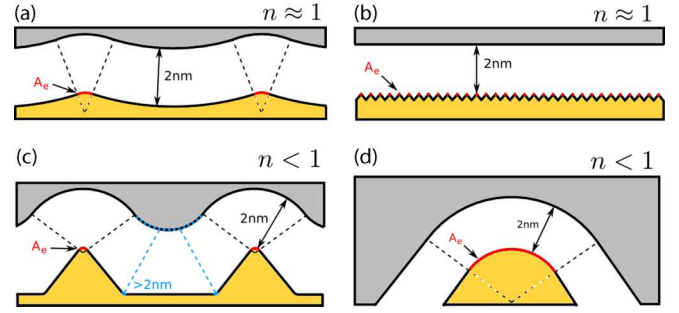 (a)
n ≈ 1
2nm
Aₑ
(b)
n ≈ 1
Aₑ
2nm
(c)
n < 1
2nm
Aₑ
>2nm
(d)
n < 1
2nm
Aₑ